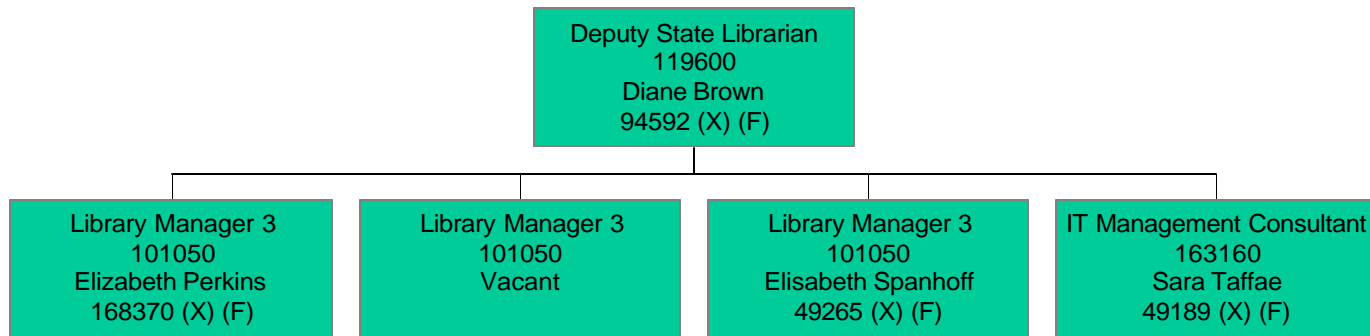 Deputy State Librarian
119600
Diane Brown
94592 (X) (F)
Library Manager 3
101050
Elizabeth Perkins
168370 (X) (F)
Library Manager 3
101050
Vacant
Library Manager 3
101050
Elisabeth Spanhoff
49265 (X) (F)
IT Management Consultant
163160
Sara Taffae
49189 (X) (F)